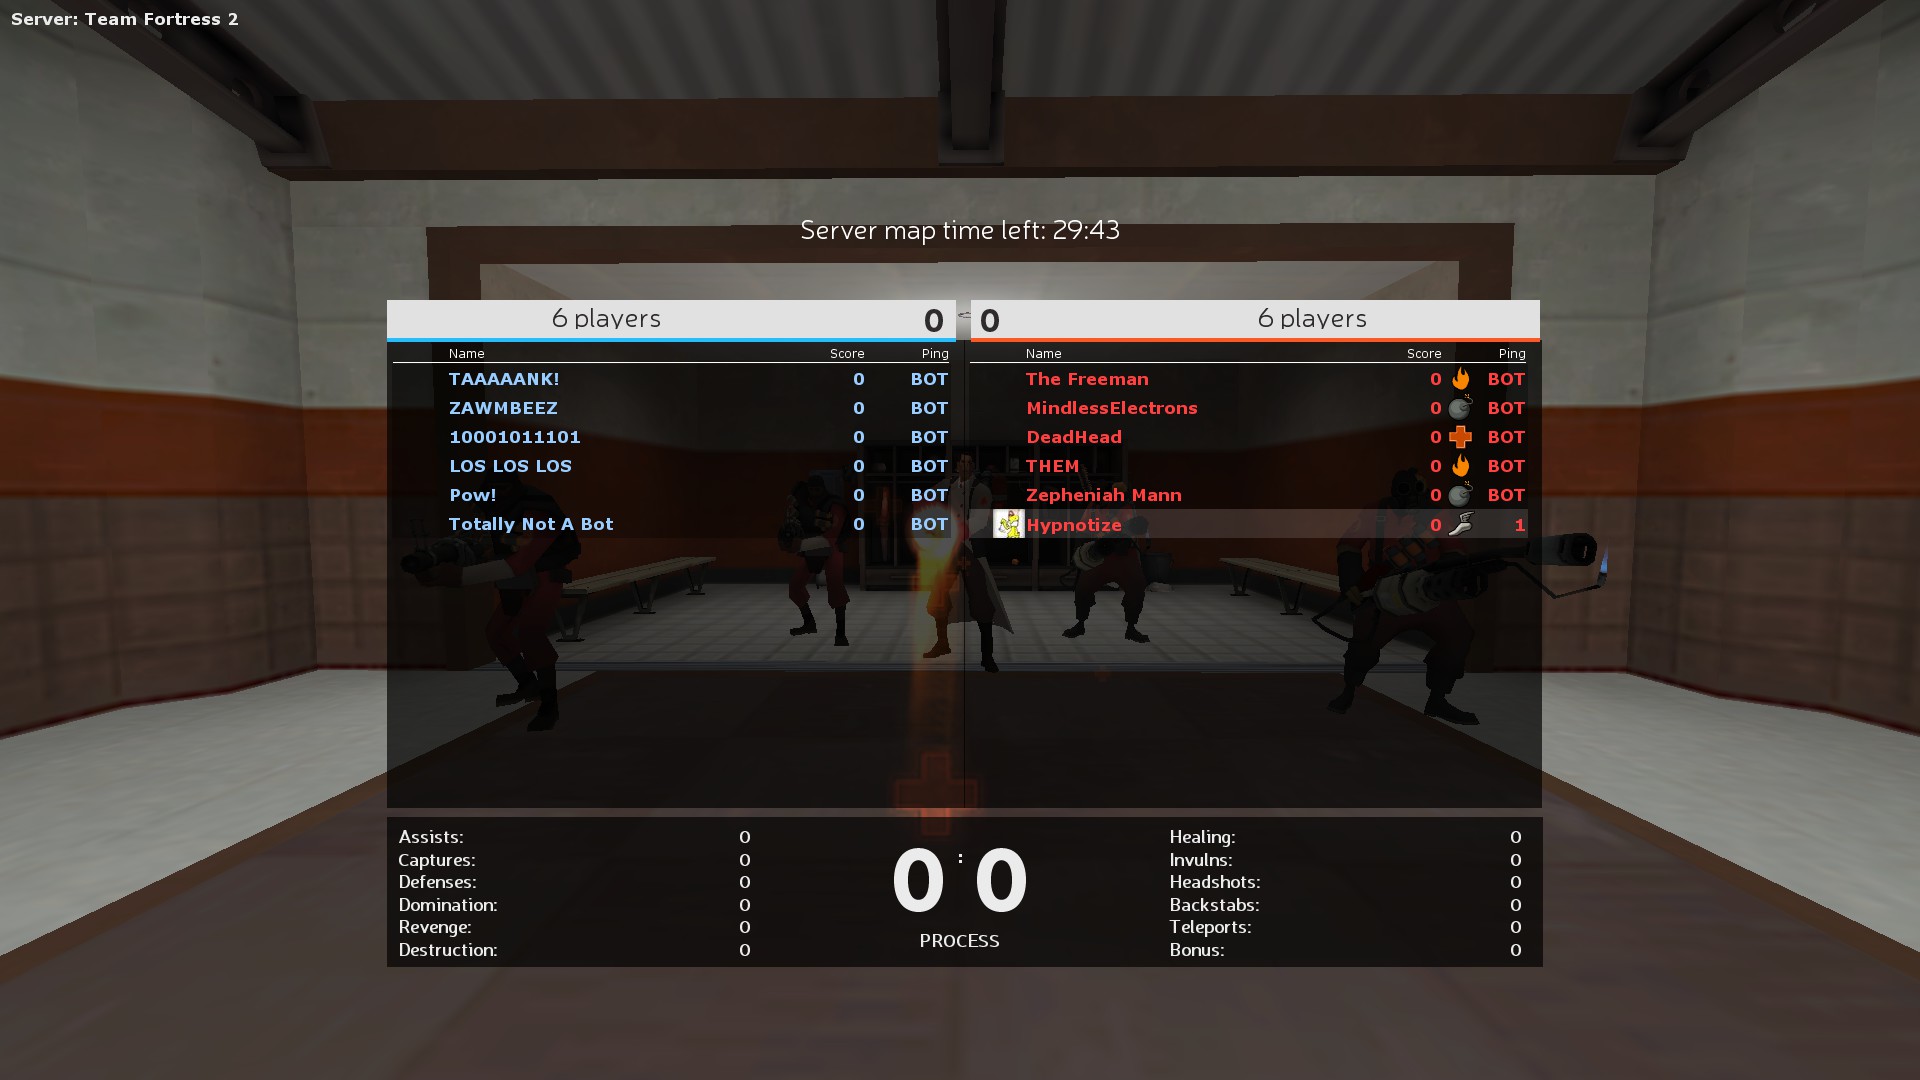 Server: Team Fortress 2
Server map time left: 29:43
6 players 0
Name Score Ping
TAAAAANK! 0 BOT
ZAWMBEEZ 0 BOT
10001011101 0 BOT
LOS LOS LOS 0 BOT
Pow! 0 BOT
Totally Not A Bot 0 BOT
0 6 players
Name Score Ping
The Freeman 0 BOT
MindlessElectrons 0 BOT
DeadHead 0 BOT
THEM 0 BOT
Zepheniah Mann 0 BOT
Hypnotize 0 1
Assists: 0
Captures: 0
Defenses: 0
Domination: 0
Revenge: 0
Destruction: 0
0 : 0
PROCESS
Healing: 0
Invulns: 0
Headshots: 0
Backstabs: 0
Teleports: 0
Bonus: 0